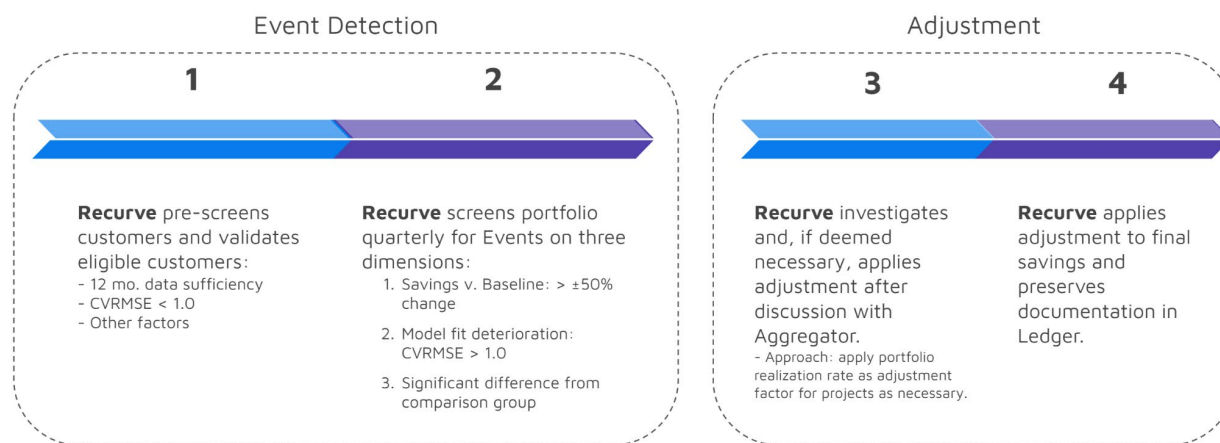 Event Detection
1
2
Recurve pre-screens
customers and validates
eligible customers:
- 12 mo. data sufficiency
- CVRMSE < 1.0
- Other factors
Recurve screens portfolio
quarterly for Events on three
dimensions:
1. Savings v. Baseline: > ±50%
change
2. Model fit deterioration:
CVRMSE > 1.0
3. Significant difference from
comparison group
Adjustment
3
4
Recurve investigates
and, if deemed
necessary, applies
adjustment after
discussion with
Aggregator.
- Approach: apply portfolio
realization rate as adjustment
factor for projects as necessary.
Recurve applies
adjustment to final
savings and
preserves
documentation in
Ledger.